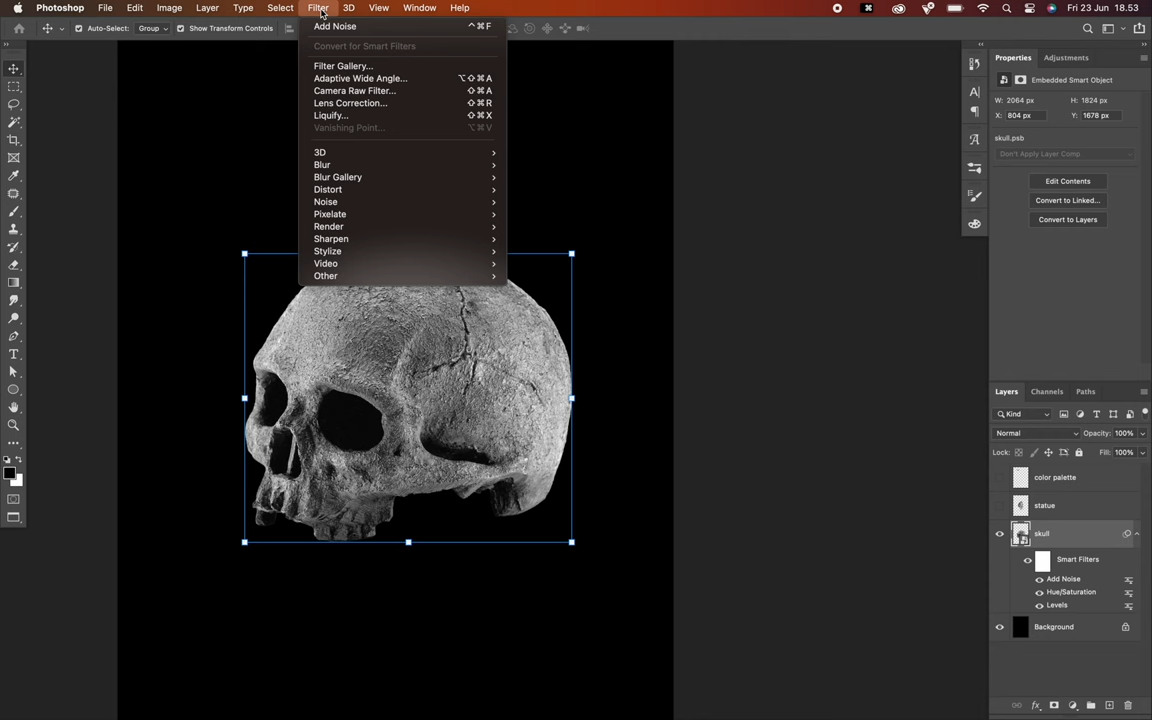 Photoshop File Edit Image Layer Type Select Filter 3D View Window Help Fri 23 Jun 18.53
Auto-Select: Group Show Transform Controls
Add Noise ⌃⌘F
Convert for Smart Filters
Filter Gallery...
Adaptive Wide Angle... ⌥⇧⌘A
Camera Raw Filter... ⇧⌘A
Lens Correction... ⇧⌘R
Liquify... ⇧⌘X
Vanishing Point... ⌥⌘V
3D
Blur
Blur Gallery
Distort
Noise
Pixelate
Render
Sharpen
Stylize
Video
Other
Properties Adjustments
Embedded Smart Object
W: 2064 px H: 1824 px
X: 804 px Y: 1678 px
skull.psb
Don't Apply Layer Comp
Edit Contents
Convert to Linked...
Convert to Layers
Layers Channels Paths
Kind
Normal Opacity: 100%
Lock: Fill: 100%
color palette
statue
skull
Smart Filters
Add Noise
Hue/Saturation
Levels
Background